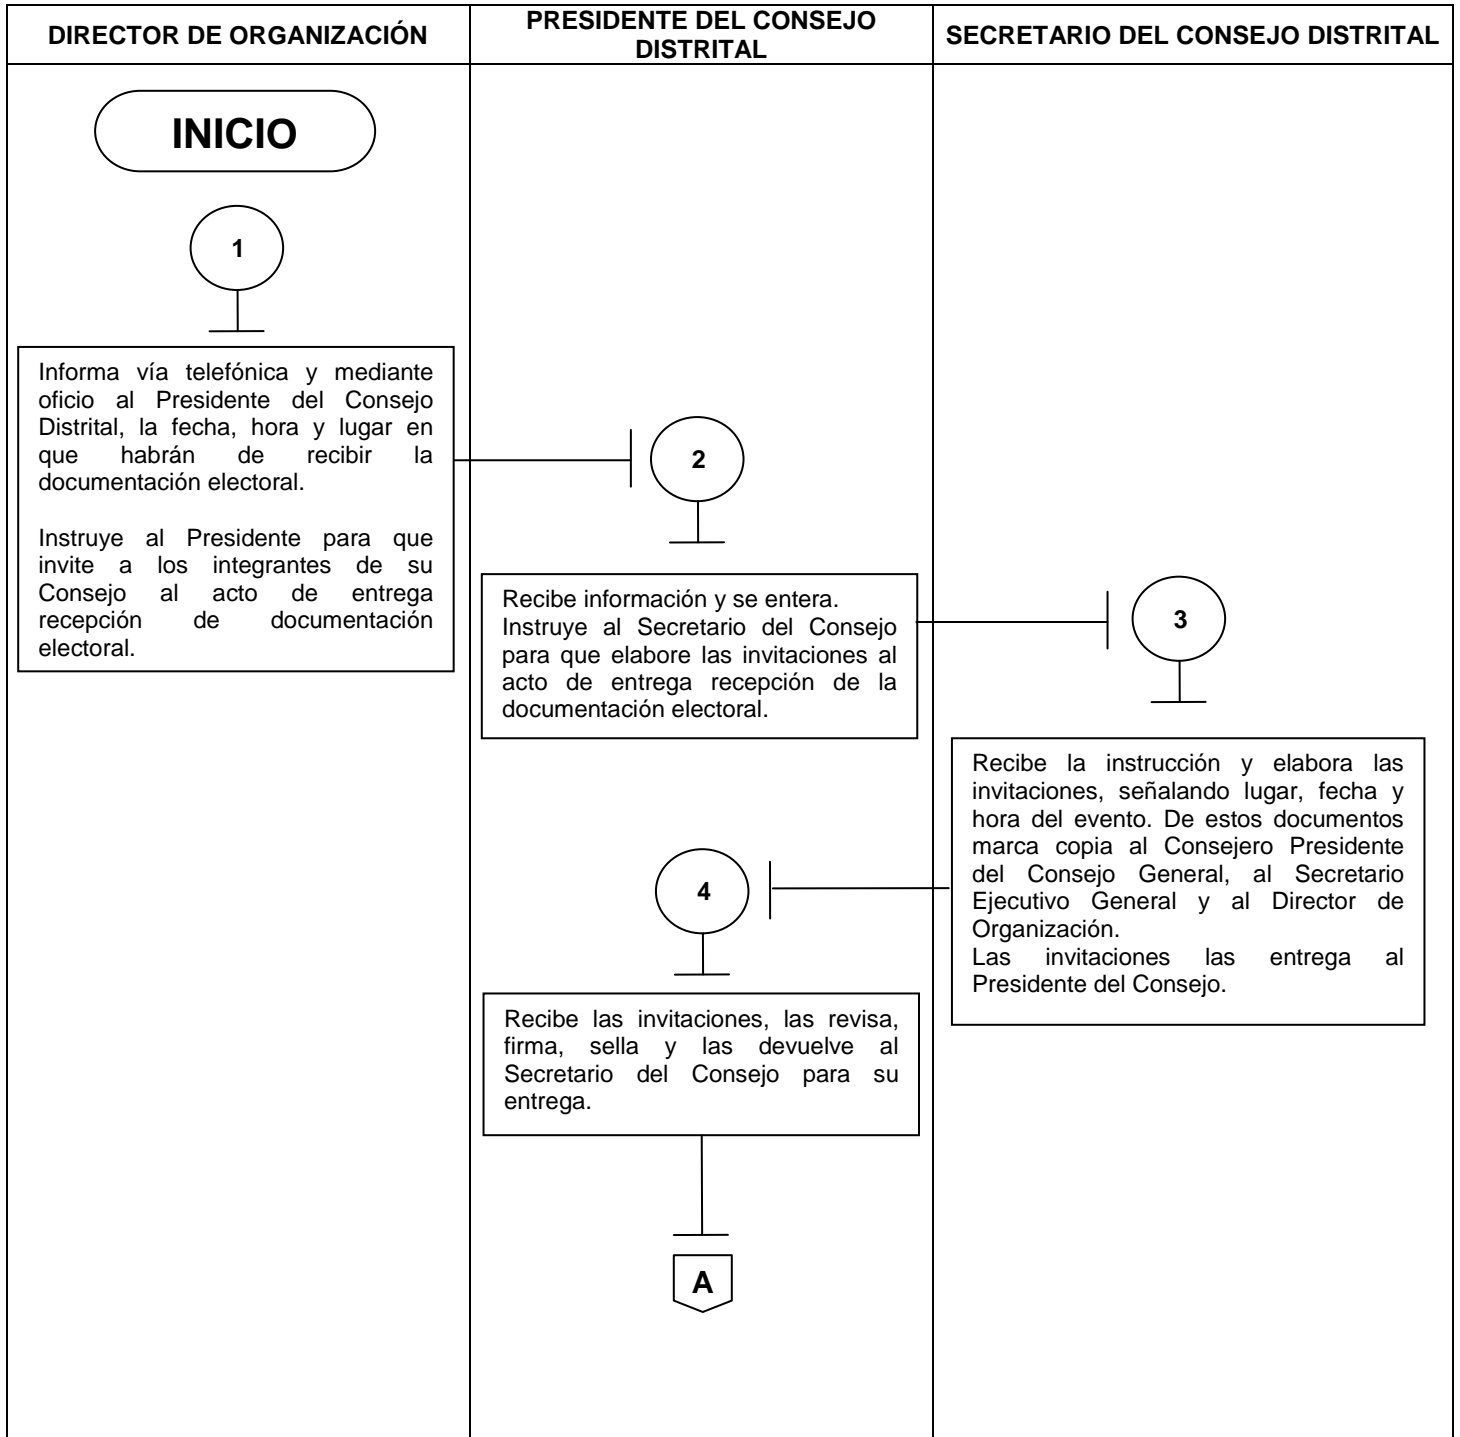 DIRECTOR DE ORGANIZACIÓN
PRESIDENTE DEL CONSEJO
DISTRITAL
SECRETARIO DEL CONSEJO DISTRITAL
INICIO
1
Informa vía telefónica y mediante
oficio al Presidente del Consejo
Distrital, la fecha, hora y lugar en
que habrán de recibir la
documentación electoral.
Instruye al Presidente para que
invite a los integrantes de su
Consejo al acto de entrega
recepción de documentación
electoral.
2
Recibe información y se entera.
Instruye al Secretario del Consejo
para que elabore las invitaciones al
acto de entrega recepción de la
documentación electoral.
3
Recibe la instrucción y elabora las
invitaciones, señalando lugar, fecha y
hora del evento. De estos documentos
marca copia al Consejero Presidente
del Consejo General, al Secretario
Ejecutivo General y al Director de
Organización.
Las invitaciones las entrega al
Presidente del Consejo.
4
Recibe las invitaciones, las revisa,
firma, sella y las devuelve al
Secretario del Consejo para su
entrega.
A